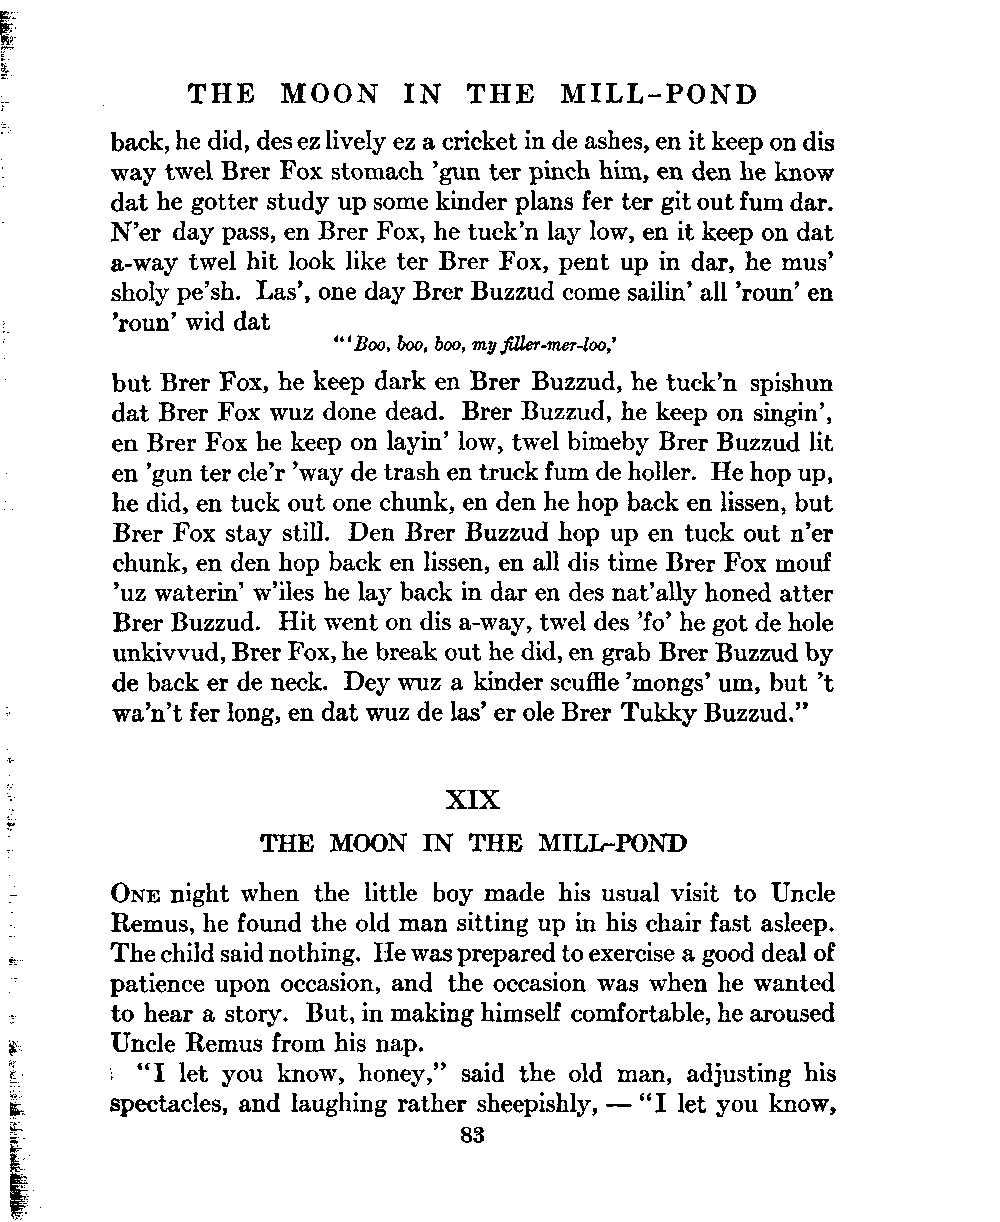 THE MOON IN THE MILL-POND
back, he did, des ez lively ez a cricket in de ashes, en it keep on dis
way twel Brer Fox stomach ’gun ter pinch him, en den he know
dat he gotter study up some kinder plans fer ter git out fum dar.
N’er day pass, en Brer Fox, he tuck’n lay low, en it keep on dat
a-way twel hit look like ter Brer Fox, pent up in dar, he mus’
sholy pe’sh. Las’, one day Brer Buzzud come sailin’ all ’roun’ en
’roun’ wid dat
“‘Boo, boo, boo, my filler-mer-loo,’
but Brer Fox, he keep dark en Brer Buzzud, he tuck’n spishun
dat Brer Fox wuz done dead. Brer Buzzud, he keep on singin’,
en Brer Fox he keep on layin’ low, twel bimeby Brer Buzzud lit
en ’gun ter cle’r ’way de trash en truck fum de holler. He hop up,
he did, en tuck out one chunk, en den he hop back en lissen, but
Brer Fox stay still. Den Brer Buzzud hop up en tuck out n’er
chunk, en den hop back en lissen, en all dis time Brer Fox mouf
’uz waterin’ w’iles he lay back in dar en des nat’ally honed atter
Brer Buzzud. Hit went on dis a-way, twel des ’fo’ he got de hole
unkivvud, Brer Fox, he break out he did, en grab Brer Buzzud by
de back er de neck. Dey wuz a kinder scuffle ’mongs’ um, but ’t
wa’n’t fer long, en dat wuz de las’ er ole Brer Tukky Buzzud.”
XIX
THE MOON IN THE MILL-POND
ONE night when the little boy made his usual visit to Uncle
Remus, he found the old man sitting up in his chair fast asleep.
The child said nothing. He was prepared to exercise a good deal of
patience upon occasion, and the occasion was when he wanted
to hear a story. But, in making himself comfortable, he aroused
Uncle Remus from his nap.
“I let you know, honey,” said the old man, adjusting his
spectacles, and laughing rather sheepishly, — “I let you know,
83